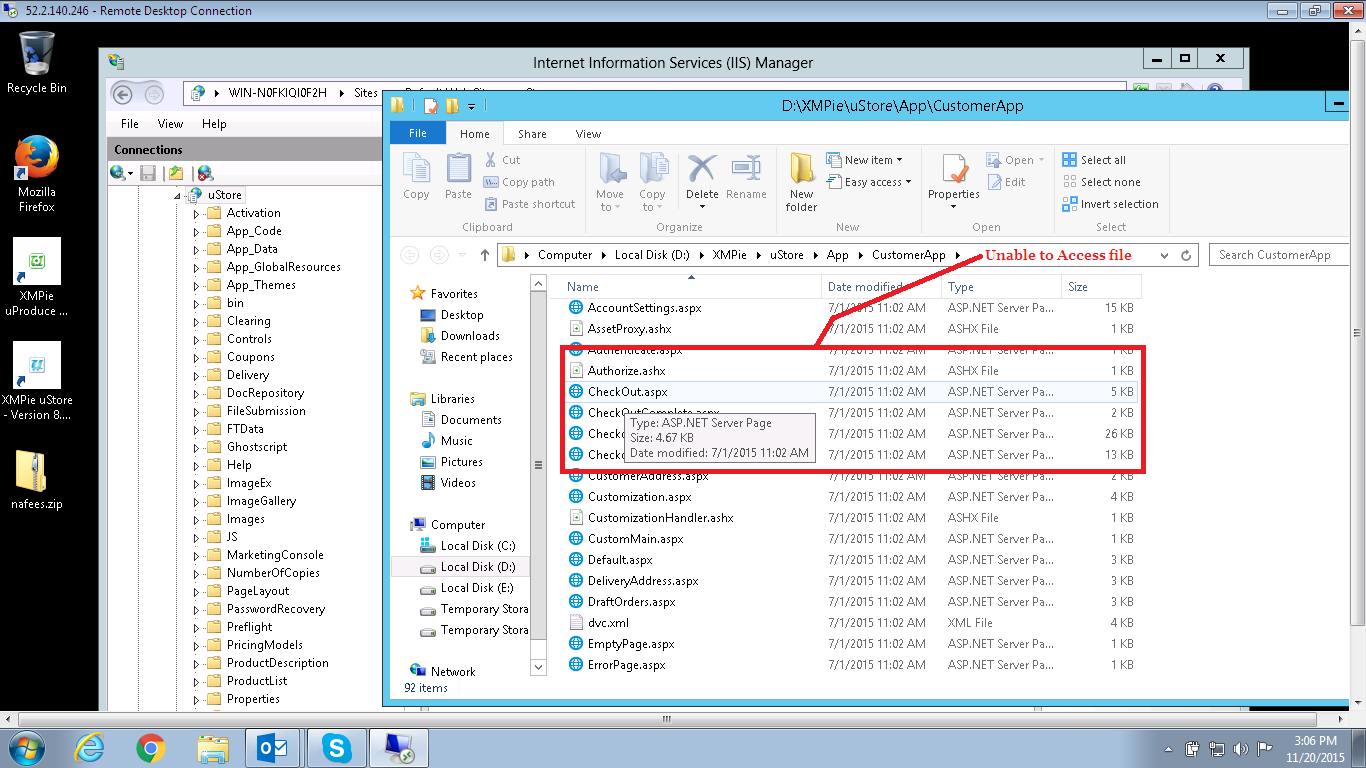 52.2.140.246 - Remote Desktop Connection
Recycle Bin
Mozilla
Firefox
XMPie
uProduce ...
XMPie uStore
- Version 8....
nafees.zip
Internet Information Services (IIS) Manager
WIN-N0FKIQI0F2H
Sites
File View Help
Connections
uStore
Activation
App_Code
App_Data
App_GlobalResources
App_Themes
bin
Clearing
Controls
Coupons
Delivery
DocRepository
FileSubmission
FTData
Ghostscript
Help
ImageEx
ImageGallery
Images
JS
MarketingConsole
NumberOfCopies
PageLayout
PasswordRecovery
Preflight
PricingModels
ProductDescription
ProductList
Properties
D:\XMPie\uStore\App\CustomerApp
File Home Share View
Copy Paste Cut
Copy path
Paste shortcut
Clipboard
Move to Copy to Delete Rename
Organize
New folder New item
Easy access
New
Properties Open
Edit
Open
Select all
Select none
Invert selection
Select
Computer Local Disk (D:) XMPie uStore App CustomerApp
Unable to Access file
Search CustomerApp
Favorites
Desktop
Downloads
Recent places
Libraries
Documents
Music
Pictures
Videos
Computer
Local Disk (C:)
Local Disk (D:)
Local Disk (E:)
Temporary Stora
Temporary Stora
Network
Name Date modified Type Size
AccountSettings.aspx 7/1/2015 11:02 AM ASP.NET Server Pa... 15 KB
AssetProxy.ashx 7/1/2015 11:02 AM ASHX File 1 KB
Authenticate.aspx 7/1/2015 11:02 AM ASP.NET Server Pa... 1 KB
Authorize.ashx 7/1/2015 11:02 AM ASHX File 1 KB
CheckOut.aspx 7/1/2015 11:02 AM ASP.NET Server Pa... 5 KB
CheckOutComplete.aspx 7/1/2015 11:02 AM ASP.NET Server Pa... 2 KB
7/1/2015 11:02 AM ASP.NET Server Pa... 26 KB
7/1/2015 11:02 AM ASP.NET Server Pa... 13 KB
Type: ASP.NET Server Page
Size: 4.67 KB
Date modified: 7/1/2015 11:02 AM
CustomerAddress.aspx 7/1/2015 11:02 AM ASP.NET Server Pa... 2 KB
Customization.aspx 7/1/2015 11:02 AM ASP.NET Server Pa... 4 KB
CustomizationHandler.ashx 7/1/2015 11:02 AM ASHX File 1 KB
CustomMain.aspx 7/1/2015 11:02 AM ASP.NET Server Pa... 1 KB
Default.aspx 7/1/2015 11:02 AM ASP.NET Server Pa... 3 KB
DeliveryAddress.aspx 7/1/2015 11:02 AM ASP.NET Server Pa... 3 KB
DraftOrders.aspx 7/1/2015 11:02 AM ASP.NET Server Pa... 3 KB
dvc.xml 7/1/2015 11:02 AM XML File 4 KB
EmptyPage.aspx 7/1/2015 11:02 AM ASP.NET Server Pa... 1 KB
ErrorPage.aspx 7/1/2015 11:02 AM ASP.NET Server Pa... 1 KB
92 items
3:06 PM
11/20/2015